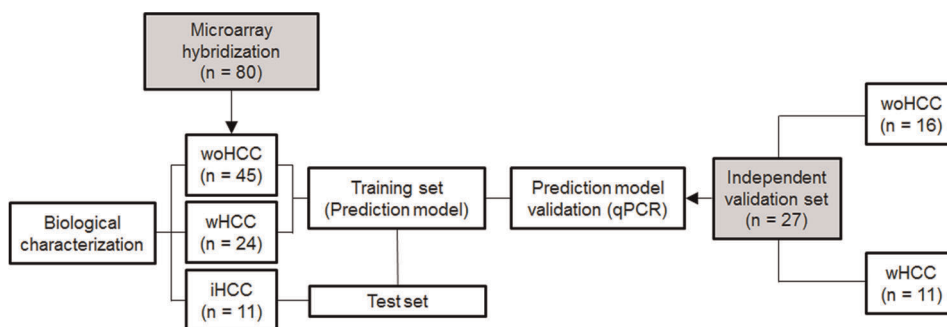 Microarray
hybridization
(n = 80)
woHCC
(n = 45)
wHCC
(n = 24)
iHCC
(n = 11)
Biological
characterization
Training set
(Prediction model)
Test set
Prediction model
validation (qPCR)
Independent
validation set
(n = 27)
woHCC
(n = 16)
wHCC
(n = 11)